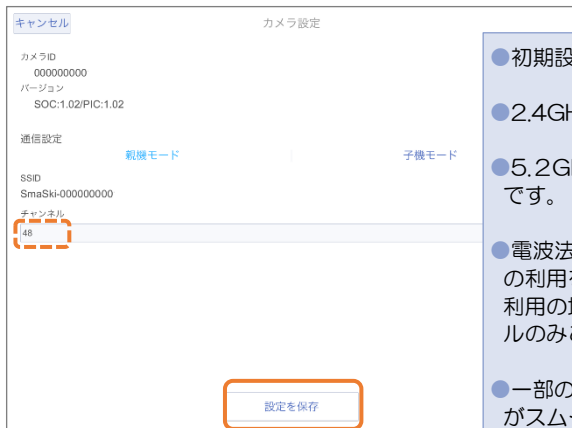 キャンセル
カメラ設定
カメラID
000000000
バージョン
SOC:1.02/PIC:1.02
通信設定
親機モード
子機モード
SSID
SmaSki-000000000
チャンネル
48
設定を保存
●初期設
●2.4GH
●5.2G
です。
●電波法
の利用
利用の
ルのみ
●一部の
がスム